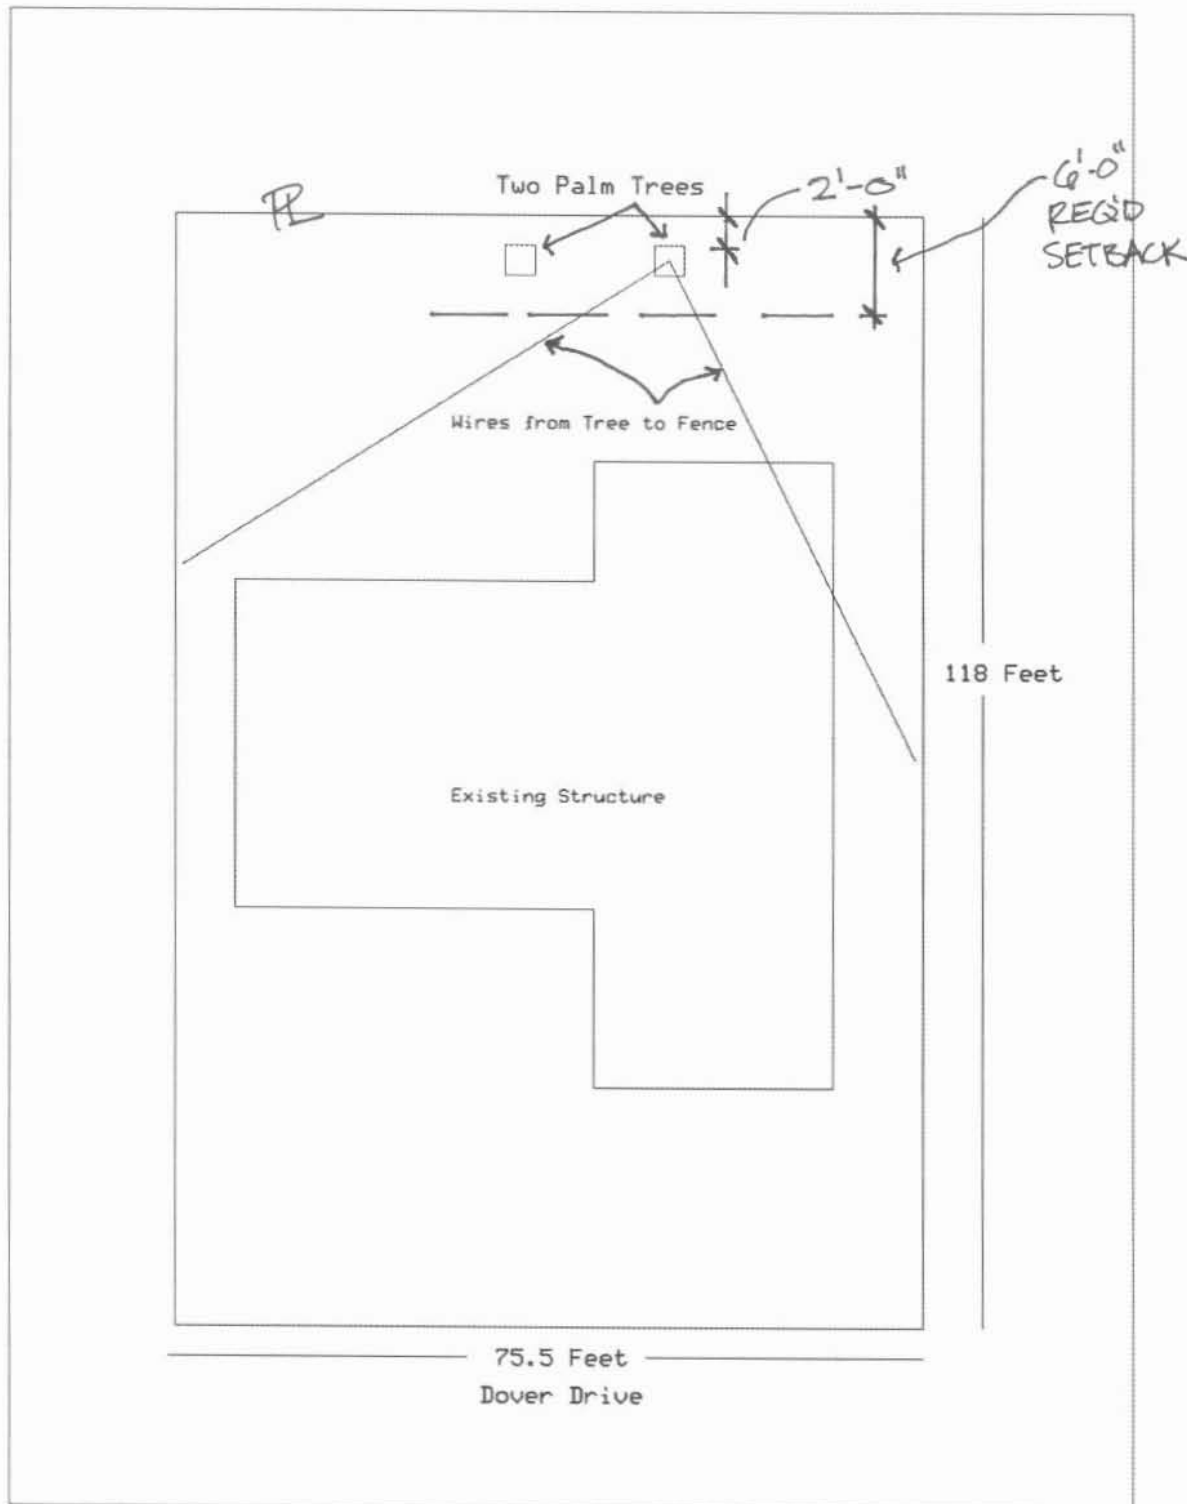 Two Palm Trees
2'-0"
6'-0"
REQ'D
SETBACK
PL
Wires from Tree to Fence
118 Feet
Existing Structure
75.5 Feet
Dover Drive